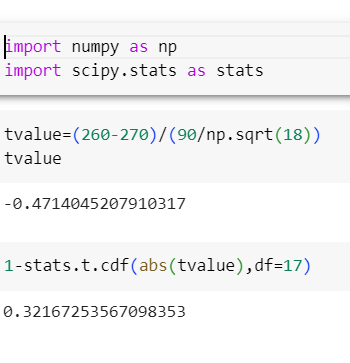 import numpy as np
import scipy.stats as stats
tvalue=(260-270)/(90/np.sqrt(18))
tvalue
-0.4714045207910317
1-stats.t.cdf(abs(tvalue),df=17)
0.32167253567098353